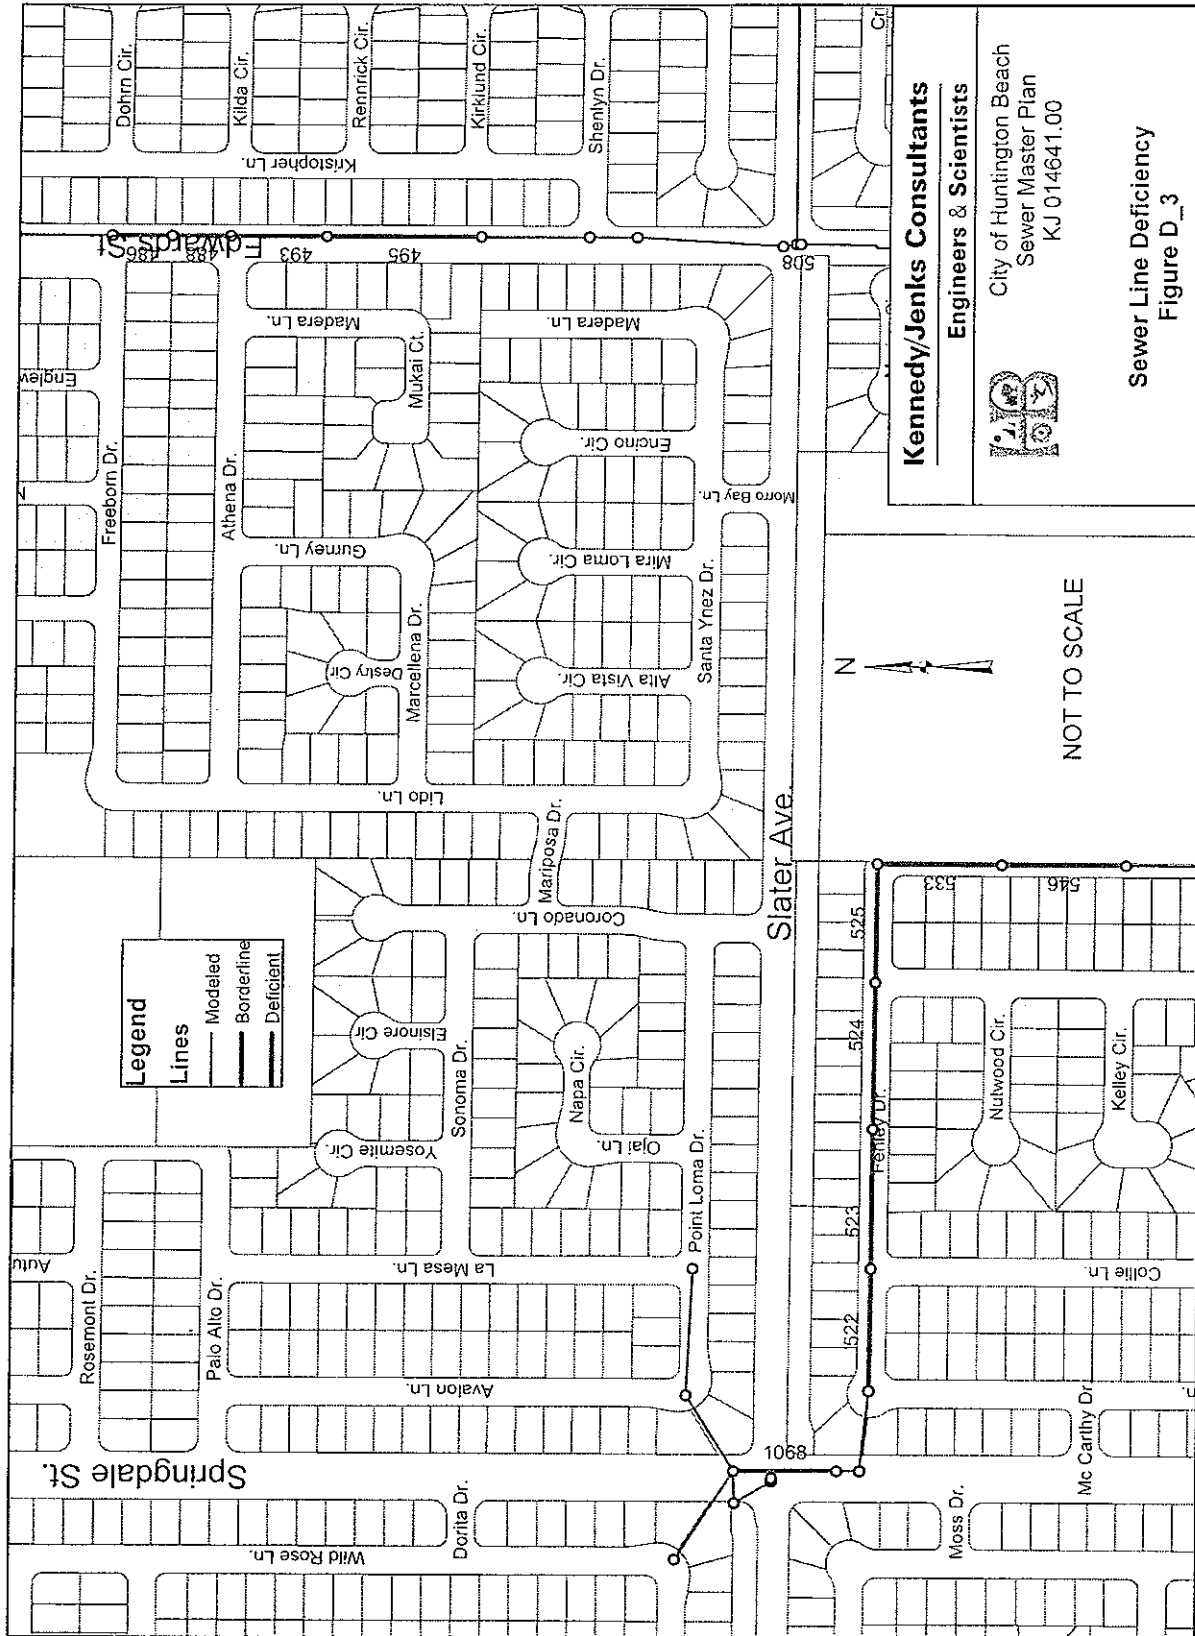 Dohrn Cir.
Kilda Cir.
Rennrick Cir.
Kirklund Cir.
Shenlyn Dr.
Cri
Kristopher Ln.
Edwards St
486
488
493
495
508
Englew
Freeborn Dr.
Athena Dr.
Madera Ln.
Mukai Ct.
Madera Ln.
Encino Cir.
Morro Bay Ln.
N
Gurney Ln.
Marcellena Dr.
Destry Cir
Mira Loma Cir.
Alta Vista Cir.
Santa Ynez Dr.
Lido Ln.
Mariposa Dr.
Coronado Ln.
Slater Ave.
Legend
Lines
Modeled
Borderline
Deficient
Elsinore Cir
Yosemite Cir.
Sonoma Dr.
Napa Cir.
Ojai Ln.
Point Loma Dr.
La Mesa Ln.
Avalon Ln.
Autu
Rosemont Dr.
Palo Alto Dr.
Springdale St.
Dorita Dr.
Wild Rose Ln.
1068
522
523
524
525
533
546
Fenley Dr.
Nutwood Cir.
Kelley Cir.
Collie Ln.
Mc Carthy Dr
Moss Dr.
n.
N
NOT TO SCALE
Kennedy/Jenks Consultants
Engineers & Scientists
City of Huntington Beach
Sewer Master Plan
KJ 014641.00
Sewer Line Deficiency
Figure D_3